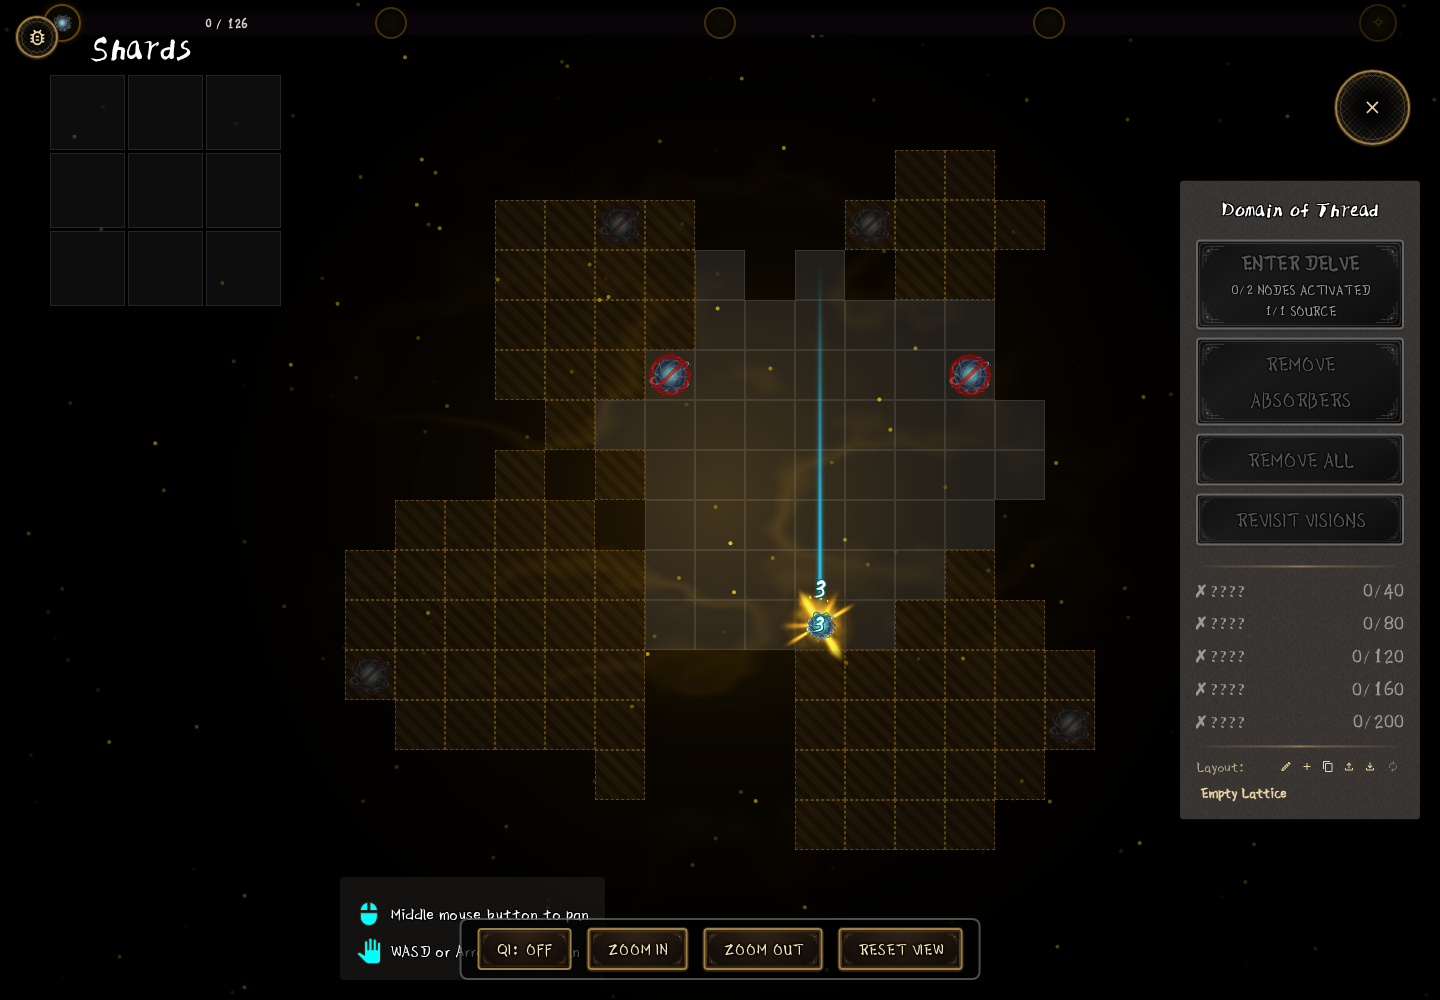 0 / 126
Shards
Domain of Thread
ENTER DELVE
0/2 NODES ACTIVATED
1/1 SOURCE
REMOVE
ABSORBERS
REMOVE ALL
REVISIT VISIONS
3
3
✗ ???? 0/40
✗ ???? 0/80
✗ ???? 0/120
✗ ???? 0/160
✗ ???? 0/200
Layout:
Empty Lattice
Middle mouse button to pan
WASD or
QI: OFF
ZOOM IN
ZOOM OUT
RESET VIEW